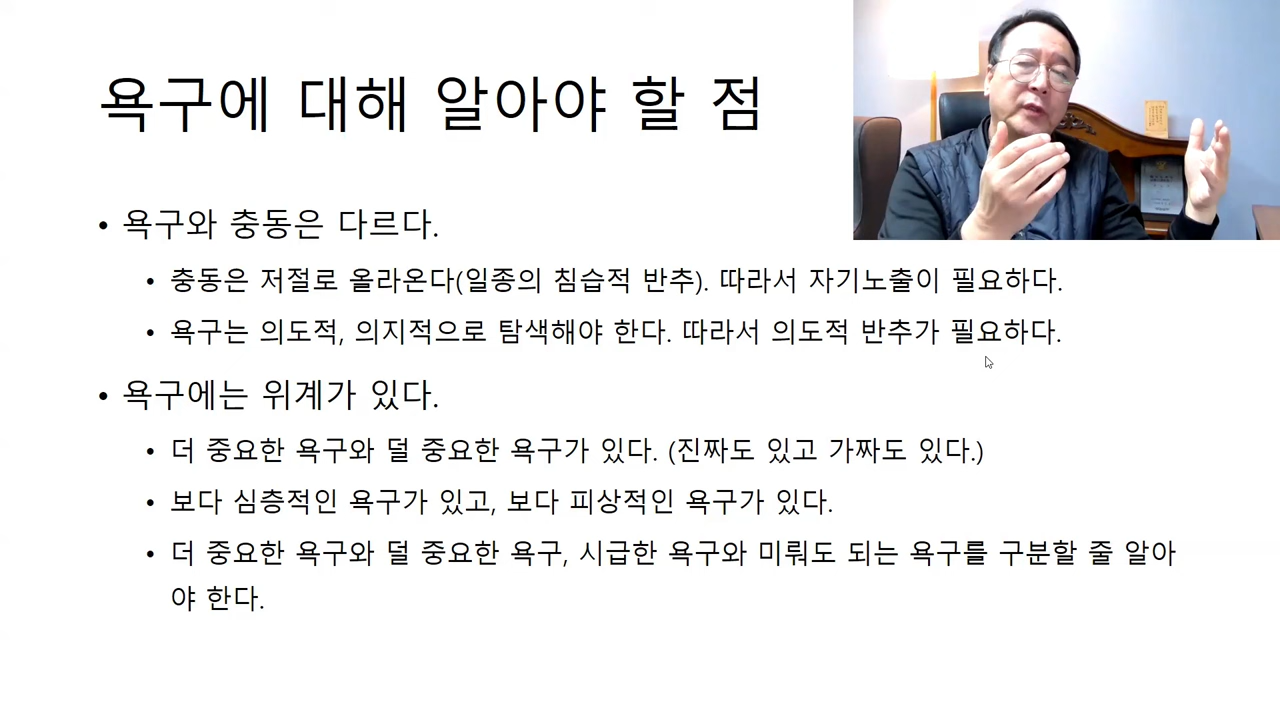 욕구에 대해 알아야 할 점
• 욕구와 충동은 다르다.
• 충동은 저절로 올라온다(일종의 침습적 반추). 따라서 자기노출이 필요하다.
• 욕구는 의도적, 의지적으로 탐색해야 한다. 따라서 의도적 반추가 필요하다.
• 욕구에는 위계가 있다.
• 더 중요한 욕구와 덜 중요한 욕구가 있다. (진짜도 있고 가짜도 있다.)
• 보다 심층적인 욕구가 있고, 보다 피상적인 욕구가 있다.
• 더 중요한 욕구와 덜 중요한 욕구, 시급한 욕구와 미뤄도 되는 욕구를 구분할 줄 알아
야 한다.